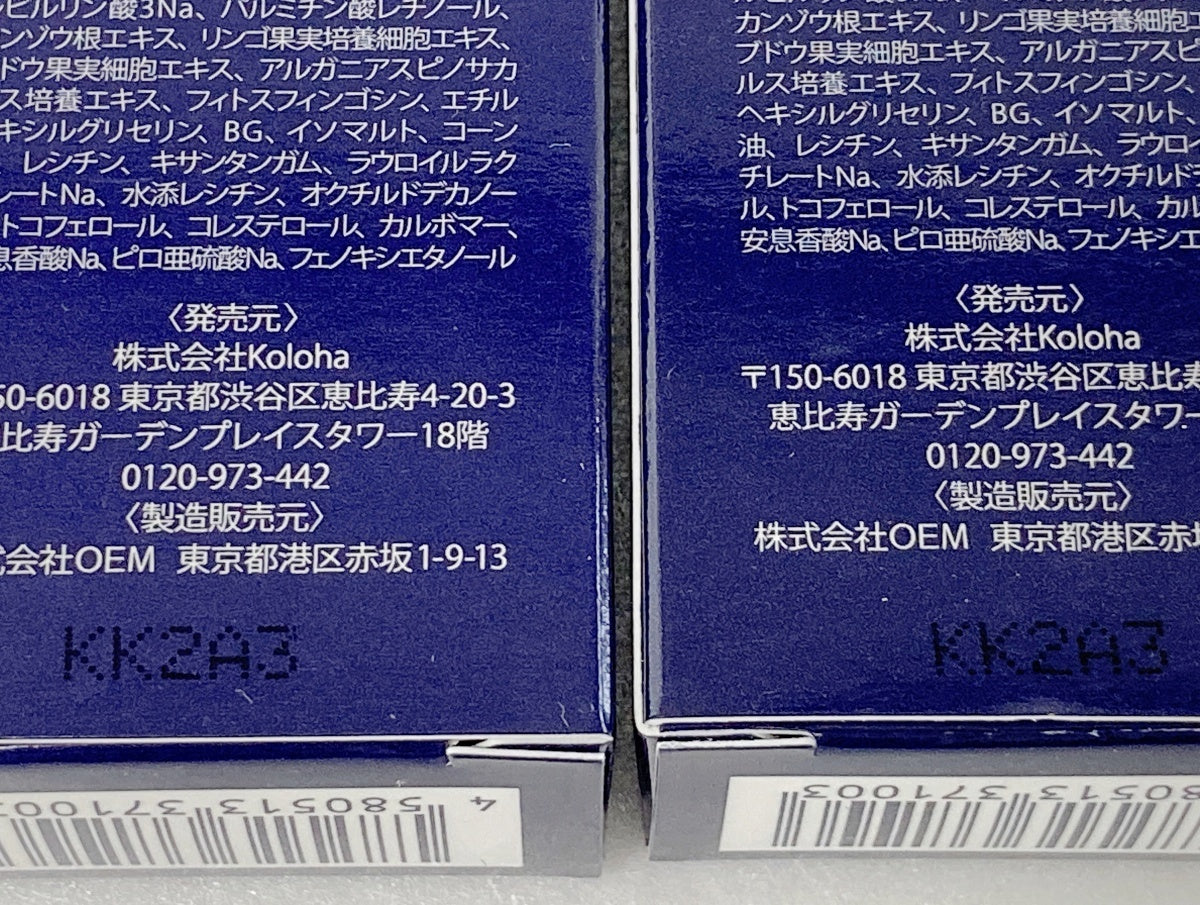 ンビルリン酸3Na、パルミチン酸レチノール、
ンゾウ根エキス、リンゴ果実培養細胞エキス、
ドウ果実細胞エキス、アルガニアスピノサカ
ス培養エキス、フィトスフィンゴシン、エチル
キシルグリセリン、BG、イソマルト、コーン
レシチン、キサンタンガム、ラウロイルラク
レートNa、水添レシチン、オクチルドデカノー
トコフェロール、コレステロール、カルボマー、
息香酸Na、ピロ亜硫酸Na、フェノキシエタノール
〈発売元〉
株式会社Koloha
50-6018 東京都渋谷区恵比寿4-20-3
比寿ガーデンプレイスタワー18階
0120-973-442
〈製造販売元〉
式会社OEM 東京都港区赤坂1-9-13
KK2A3
4 580513 37100
カンゾウ根エキス、リンゴ果実培養細胞
ブドウ果実細胞エキス、アルガニアスピ
ルス培養エキス、フィトスフィンゴシン、
ヘキシルグリセリン、BG、イソマルト、
油、レシチン、キサンタンガム、ラウロイ
チレートNa、水添レシチン、オクチルド
ル、トコフェロール、コレステロール、カル
安息香酸Na、ピロ亜硫酸Na、フェノキシエ
〈発売元〉
株式会社Koloha
〒150-6018 東京都渋谷区恵比寿
恵比寿ガーデンプレイスタワ
0120-973-442
〈製造販売元〉
株式会社OEM 東京都港区赤坂
KK2A3
80513 371003